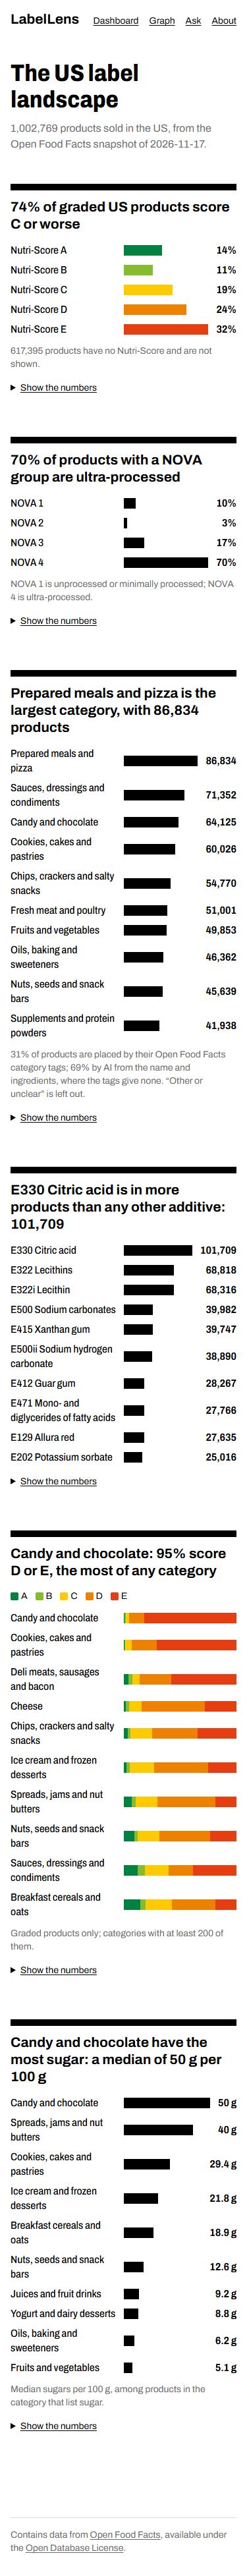 LabelLens Dashboard Graph Ask About
The US label
landscape
1,002,769 products sold in the US, from the
Open Food Facts snapshot of 2026-11-17.
74% of graded US products score
C or worse
Nutri-Score A 14%
Nutri-Score B 11%
Nutri-Score C 19%
Nutri-Score D 24%
Nutri-Score E 32%
617,395 products have no Nutri-Score and are not
shown.
Show the numbers
70% of products with a NOVA
group are ultra-processed
NOVA 1 10%
NOVA 2 3%
NOVA 3 17%
NOVA 4 70%
NOVA 1 is unprocessed or minimally processed; NOVA
4 is ultra-processed.
Show the numbers
Prepared meals and pizza is the
largest category, with 86,834
products
Prepared meals and
pizza 86,834
Sauces, dressings and
condiments 71,352
Candy and chocolate 64,125
Cookies, cakes and
pastries 60,026
Chips, crackers and salty
snacks 54,770
Fresh meat and poultry 51,001
Fruits and vegetables 49,853
Oils, baking and
sweeteners 46,362
Nuts, seeds and snack
bars 45,639
Supplements and protein
powders 41,938
31% of products are placed by their Open Food Facts
category tags; 69% by AI from the name and
ingredients, where the tags give none. “Other or
unclear” is left out.
Show the numbers
E330 Citric acid is in more
products than any other additive:
101,709
E330 Citric acid 101,709
E322 Lecithins 68,818
E322i Lecithin 68,316
E500 Sodium carbonates 39,982
E415 Xanthan gum 39,747
E500ii Sodium hydrogen
carbonate 38,890
E412 Guar gum 28,267
E471 Mono- and
diglycerides of fatty acids 27,766
E129 Allura red 27,635
E202 Potassium sorbate 25,016
Show the numbers
Candy and chocolate: 95% score
D or E, the most of any category
A B C D E
Candy and chocolate
Cookies, cakes and
pastries
Deli meats, sausages
and bacon
Cheese
Chips, crackers and salty
snacks
Ice cream and frozen
desserts
Spreads, jams and nut
butters
Nuts, seeds and snack
bars
Sauces, dressings and
condiments
Breakfast cereals and
oats
Graded products only; categories with at least 200 of
them.
Show the numbers
Candy and chocolate have the
most sugar: a median of 50 g per
100 g
Candy and chocolate 50 g
Spreads, jams and nut
butters 40 g
Cookies, cakes and
pastries 29.4 g
Ice cream and frozen
desserts 21.8 g
Breakfast cereals and
oats 18.9 g
Nuts, seeds and snack
bars 12.6 g
Juices and fruit drinks 9.2 g
Yogurt and dairy desserts 8.8 g
Oils, baking and
sweeteners 6.2 g
Fruits and vegetables 5.1 g
Median sugars per 100 g, among products in the
category that list sugar.
Show the numbers
Contains data from Open Food Facts, available under
the Open Database License.